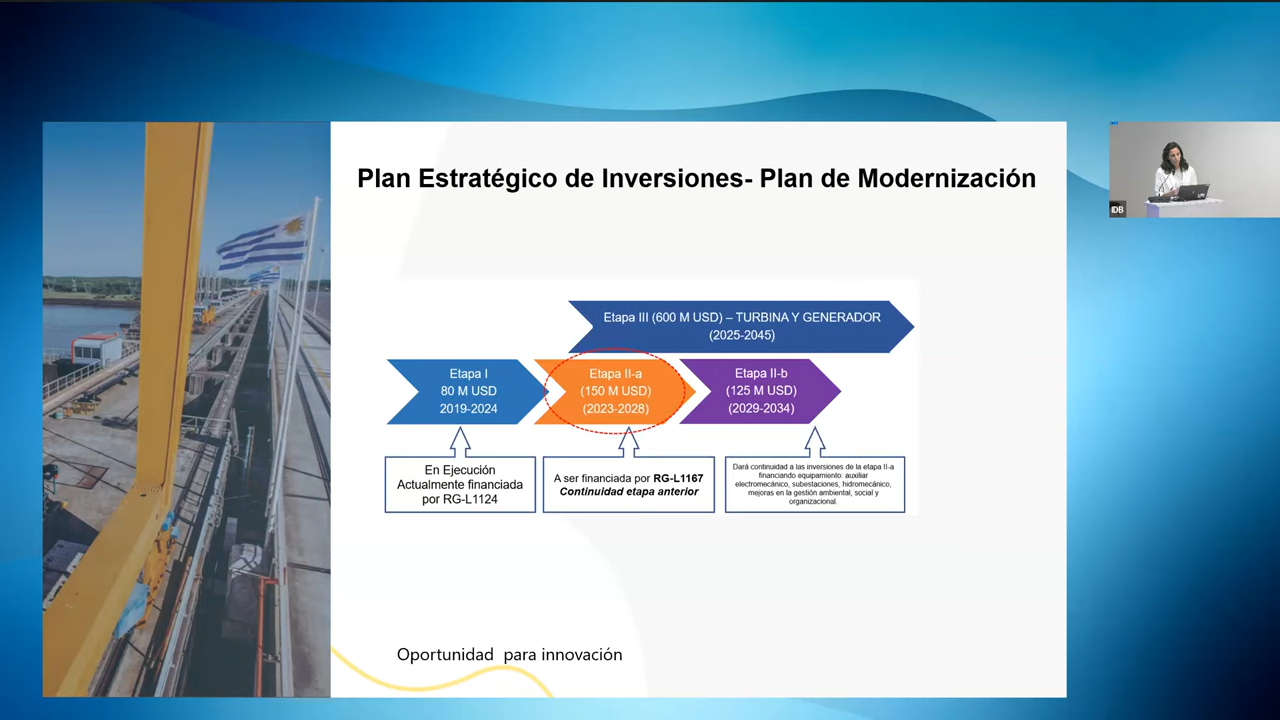 Plan Estratégico de Inversiones- Plan de Modernización
Etapa III (600 M USD) – TURBINA Y GENERADOR
(2025-2045)
Etapa I
80 M USD
2019-2024
Etapa II-a
(150 M USD)
(2023-2028)
Etapa II-b
(125 M USD)
(2029-2034)
En Ejecución
Actualmente financiada
por RG-L1124
A ser financiada por RG-L1167
Continuidad etapa anterior
Dará continuidad a las inversiones de la etapa II-a
financiando equipamiento: auxiliar
electromecánico, subestaciones, hidromecánico,
mejoras en la gestión ambiental, social y
organizacional.
Oportunidad para innovación
IDB